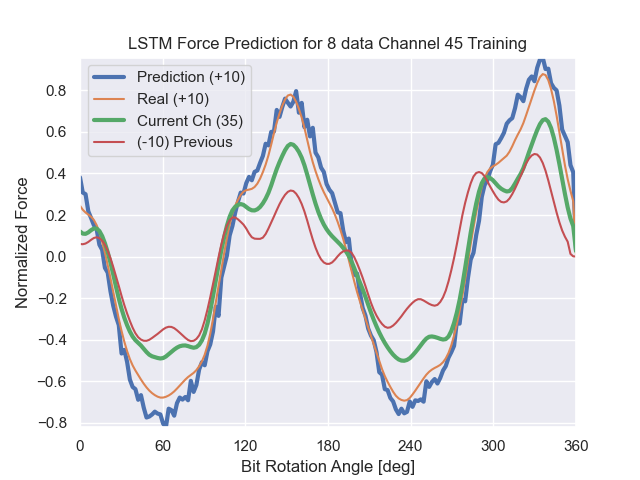 LSTM Force Prediction for 8 data Channel 45 Training
Prediction (+10)
Real (+10)
Current Ch (35)
(-10) Previous
Normalized Force
0.8
0.6
0.4
0.2
0.0
−0.2
−0.4
−0.6
−0.8
0 60 120 180 240 300 360
Bit Rotation Angle [deg]